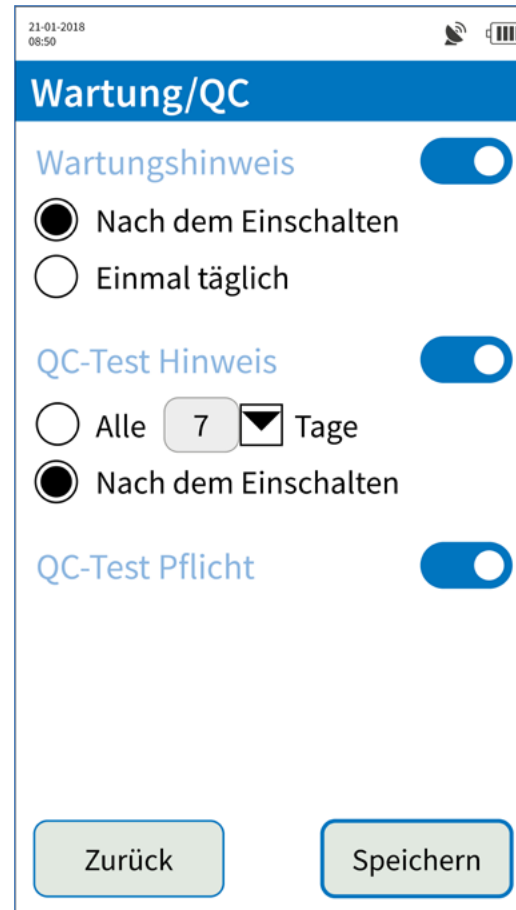 21-01-2018
08:50
Wartung/QC
Wartungshinweis
Nach dem Einschalten
Einmal täglich
QC-Test Hinweis
Alle 7 Tage
Nach dem Einschalten
QC-Test Pflicht
Zurück Speichern